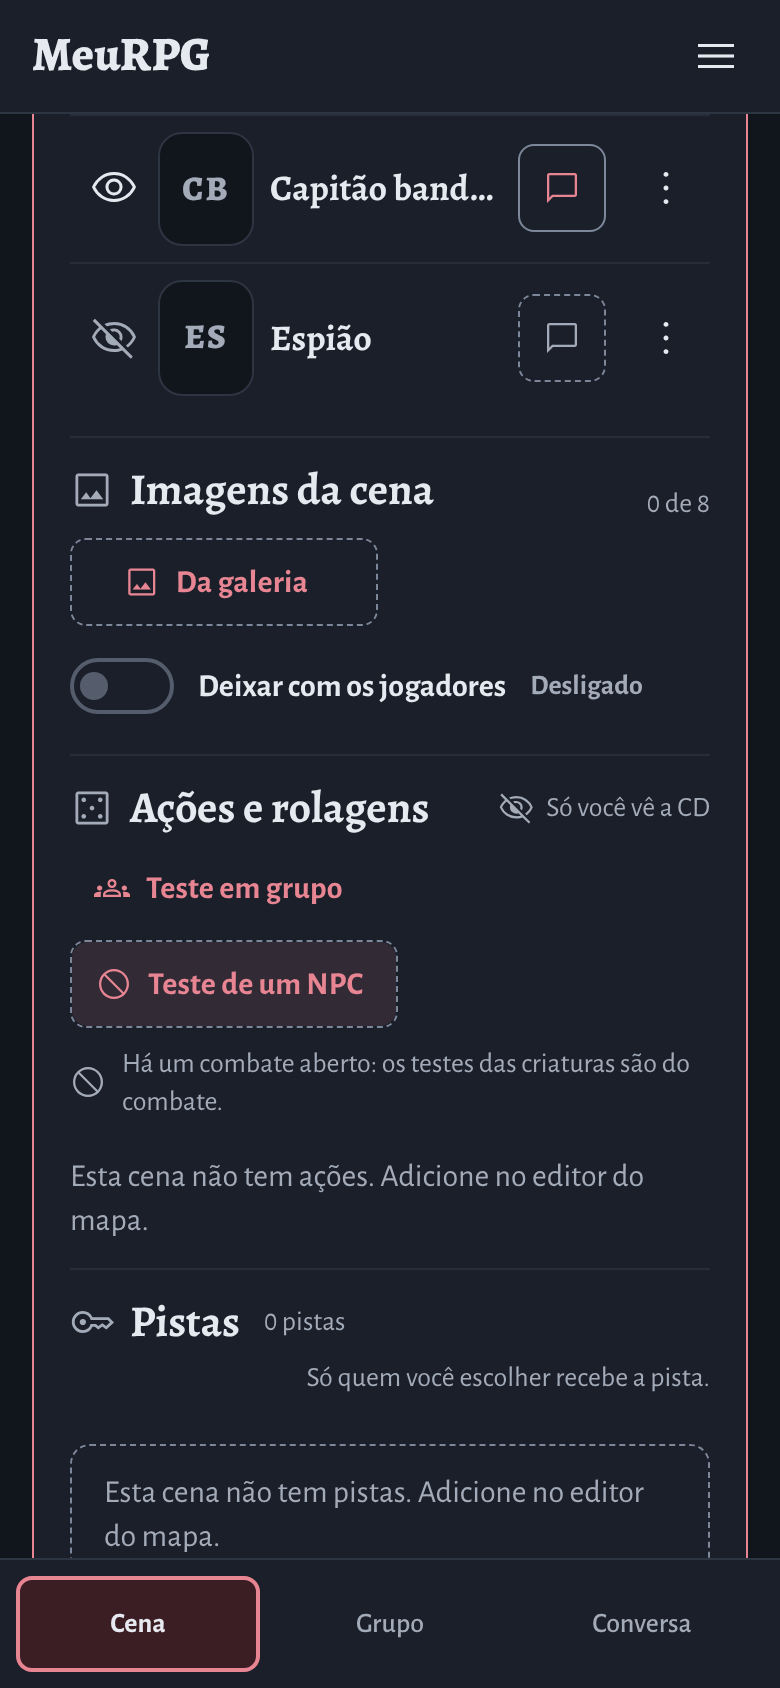 MeuRPG
CB
Capitão band...
ES
Espião
Imagens da cena
0 de 8
Da galeria
Deixar com os jogadores
Desligado
Ações e rolagens
Só você vê a CD
Teste em grupo
Teste de um NPC
Há um combate aberto: os testes das criaturas são do
combate.
Esta cena não tem ações. Adicione no editor do
mapa.
Pistas
0 pistas
Só quem você escolher recebe a pista.
Esta cena não tem pistas. Adicione no editor
do mapa.
Cena
Grupo
Conversa